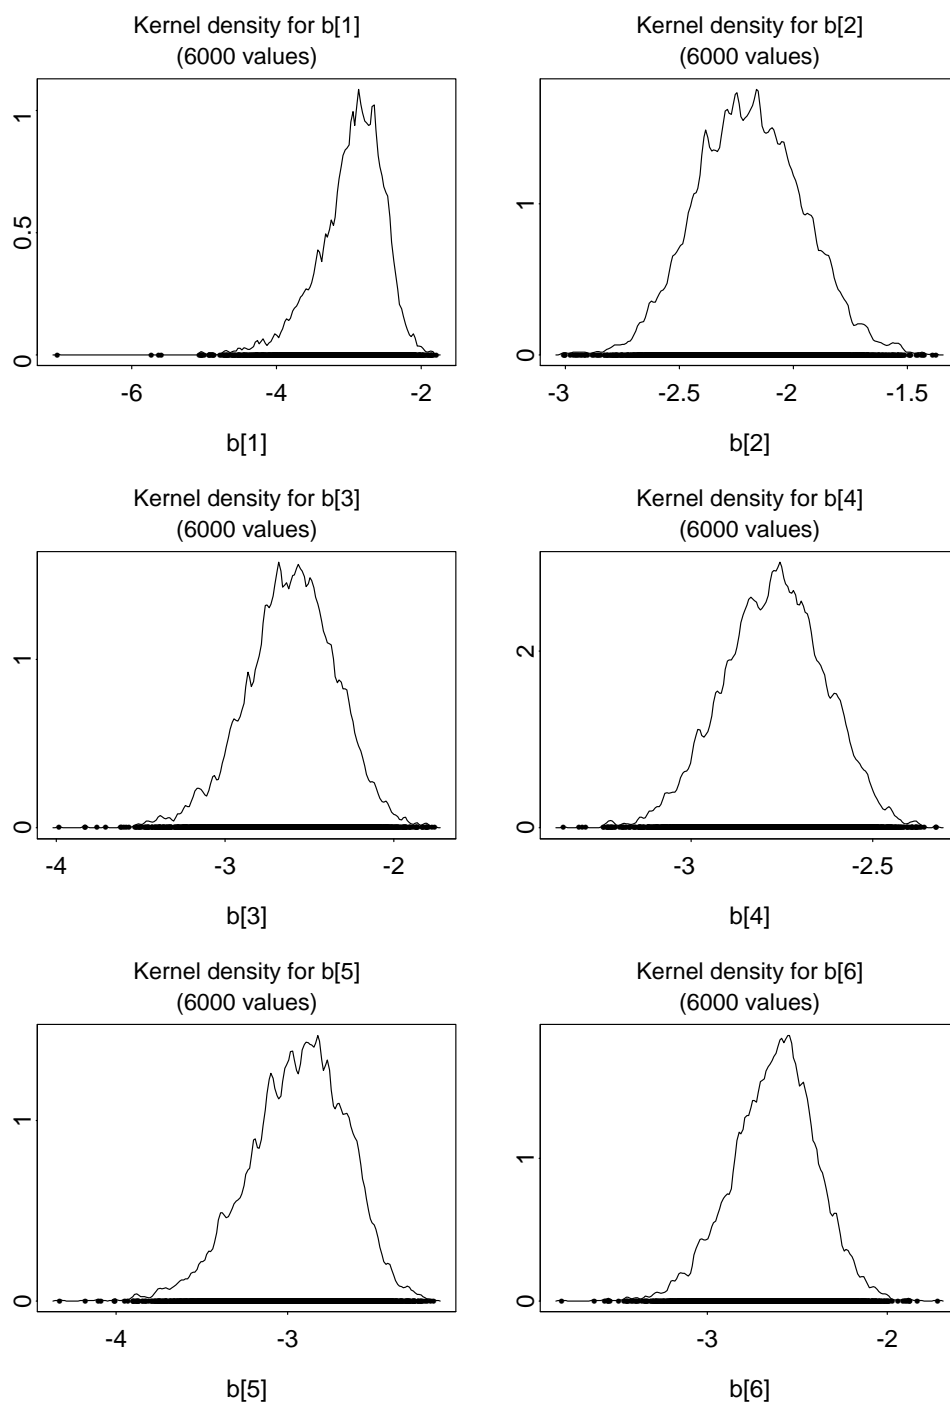 Kernel density for b[1]
(6000 values)
1
0.5
0
-6 -4 -2
b[1]
Kernel density for b[2]
(6000 values)
1
0
-3 -2.5 -2 -1.5
b[2]
Kernel density for b[3]
(6000 values)
1
0
-4 -3 -2
b[3]
Kernel density for b[4]
(6000 values)
2
0
-3 -2.5
b[4]
Kernel density for b[5]
(6000 values)
1
0
-4 -3
b[5]
Kernel density for b[6]
(6000 values)
1
0
-3 -2
b[6]